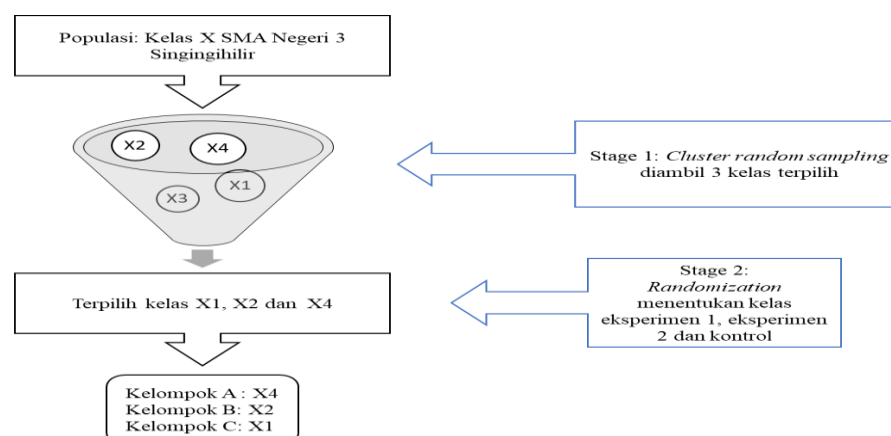 Populasi: Kelas X SMA Negeri 3
Singingihilir
X2
X4
X1
X3
Stage 1: Cluster random sampling
diambil 3 kelas terpilih
Terpilih kelas X1, X2 dan X4
Stage 2:
Randomization
menentukan kelas
eksperimen 1, eksperimen
2 dan kontrol
Kelompok A : X4
Kelompok B: X2
Kelompok C: X1